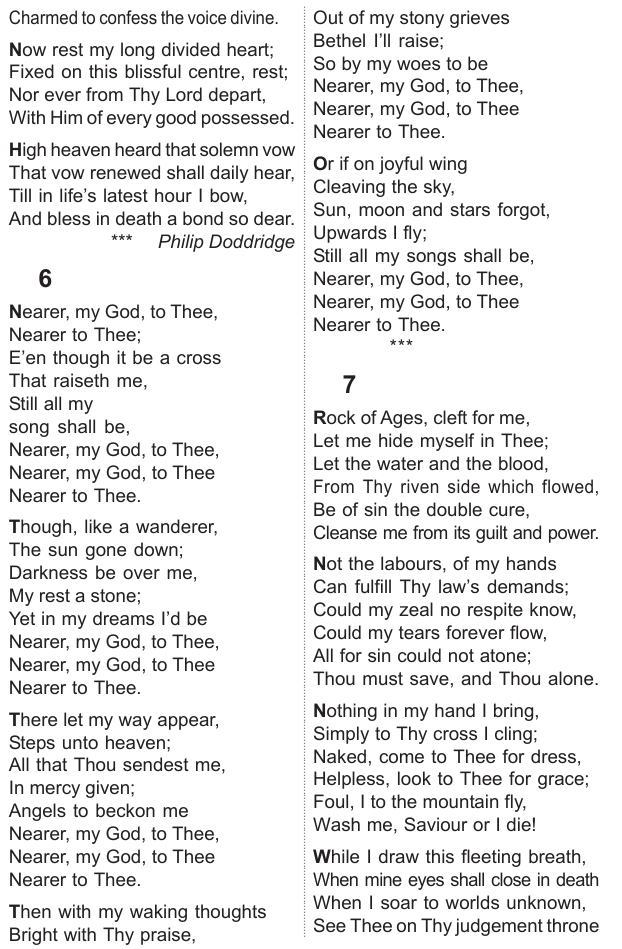 Charmed to confess the voice divine.
Now rest my long divided heart;
Fixed on this blissful centre, rest;
Nor ever from Thy Lord depart,
With Him of every good possessed.
High heaven heard that solemn vow
That vow renewed shall daily hear,
Till in life's latest hour I bow,
And bless in death a bond so dear.
*** Philip Doddridge
6
Nearer, my God, to Thee,
Nearer to Thee;
E'en though it be a cross
That raiseth me,
Still all my
song shall be,
Nearer, my God, to Thee,
Nearer, my God, to Thee
Nearer to Thee.
Though, like a wanderer,
The sun gone down;
Darkness be over me,
My rest a stone;
Yet in my dreams I'd be
Nearer, my God, to Thee,
Nearer, my God, to Thee
Nearer to Thee.
There let my way appear,
Steps unto heaven;
All that Thou sendest me,
In mercy given;
Angels to beckon me
Nearer, my God, to Thee,
Nearer, my God, to Thee
Nearer to Thee.
Then with my waking thoughts
Bright with Thy praise,
Out of my stony grieves
Bethel I'll raise;
So by my woes to be
Nearer, my God, to Thee,
Nearer, my God, to Thee
Nearer to Thee.
Or if on joyful wing
Cleaving the sky,
Sun, moon and stars forgot,
Upwards I fly;
Still all my songs shall be,
Nearer, my God, to Thee,
Nearer, my God, to Thee
Nearer to Thee.
***
7
Rock of Ages, cleft for me,
Let me hide myself in Thee;
Let the water and the blood,
From Thy riven side which flowed,
Be of sin the double cure,
Cleanse me from its guilt and power.
Not the labours, of my hands
Can fulfill Thy law's demands;
Could my zeal no respite know,
Could my tears forever flow,
All for sin could not atone;
Thou must save, and Thou alone.
Nothing in my hand I bring,
Simply to Thy cross I cling;
Naked, come to Thee for dress,
Helpless, look to Thee for grace;
Foul, I to the mountain fly,
Wash me, Saviour or I die!
While I draw this fleeting breath,
When mine eyes shall close in death
When I soar to worlds unknown,
See Thee on Thy judgement throne